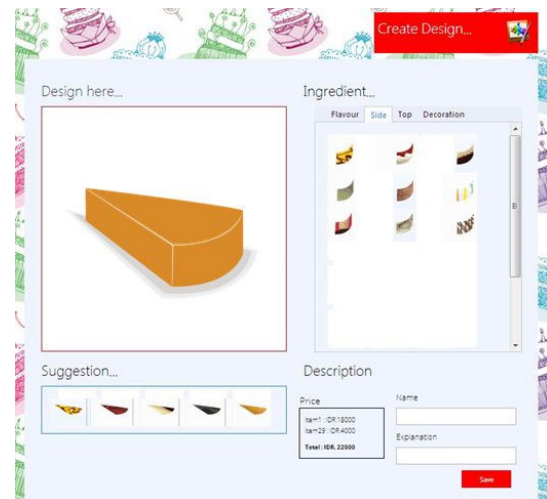 Create Design...
Design here...
Ingredient...
Flavour Side Top Decoration
Suggestion...
Description
Price
Item1 : IDR.18000
Item29 : IDR.4000
Total : IDR. 22000
Name
Explanation
Save